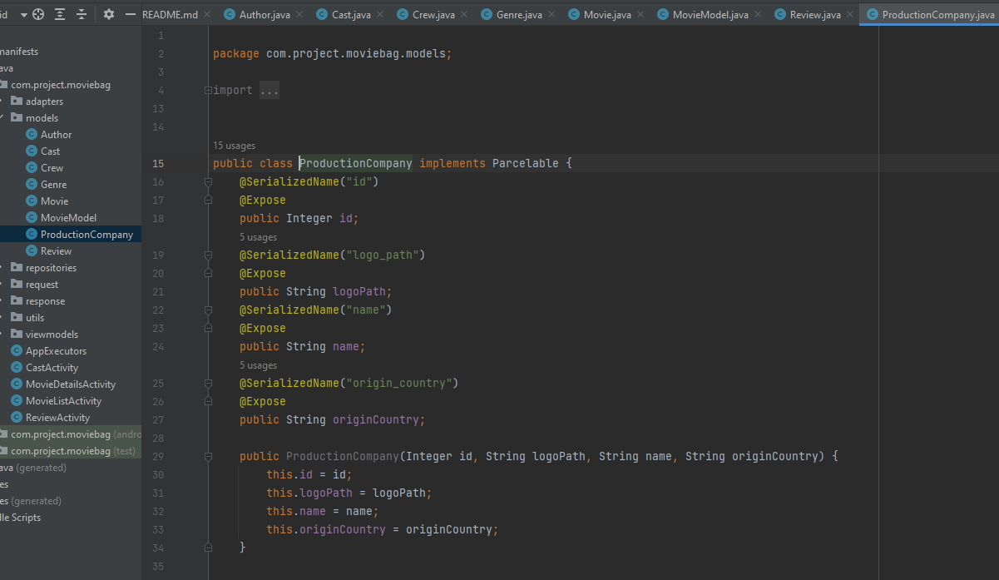 id
README.md
Author.java
Cast.java
Crew.java
Genre.java
Movie.java
MovieModel.java
Review.java
ProductionCompany.java
manifests
ava
com.project.moviebag
adapters
models
Author
Cast
Crew
Genre
Movie
MovieModel
ProductionCompany
Review
repositories
request
response
utils
viewmodels
AppExecutors
CastActivity
MovieDetailsActivity
MovieListActivity
ReviewActivity
com.project.moviebag (andro
com.project.moviebag (test)
ava (generated)
es
es (generated)
lle Scripts
1
2 package com.project.moviebag.models;
3
4 import ...
13
14
15 usages
15 public class ProductionCompany implements Parcelable {
16 @SerializedName("id")
17 @Expose
18 public Integer id;
5 usages
19 @SerializedName("logo_path")
20 @Expose
21 public String logoPath;
22 @SerializedName("name")
23 @Expose
24 public String name;
5 usages
25 @SerializedName("origin_country")
26 @Expose
27 public String originCountry;
28
29 public ProductionCompany(Integer id, String logoPath, String name, String originCountry) {
30 this.id = id;
31 this.logoPath = logoPath;
32 this.name = name;
33 this.originCountry = originCountry;
34 }
35